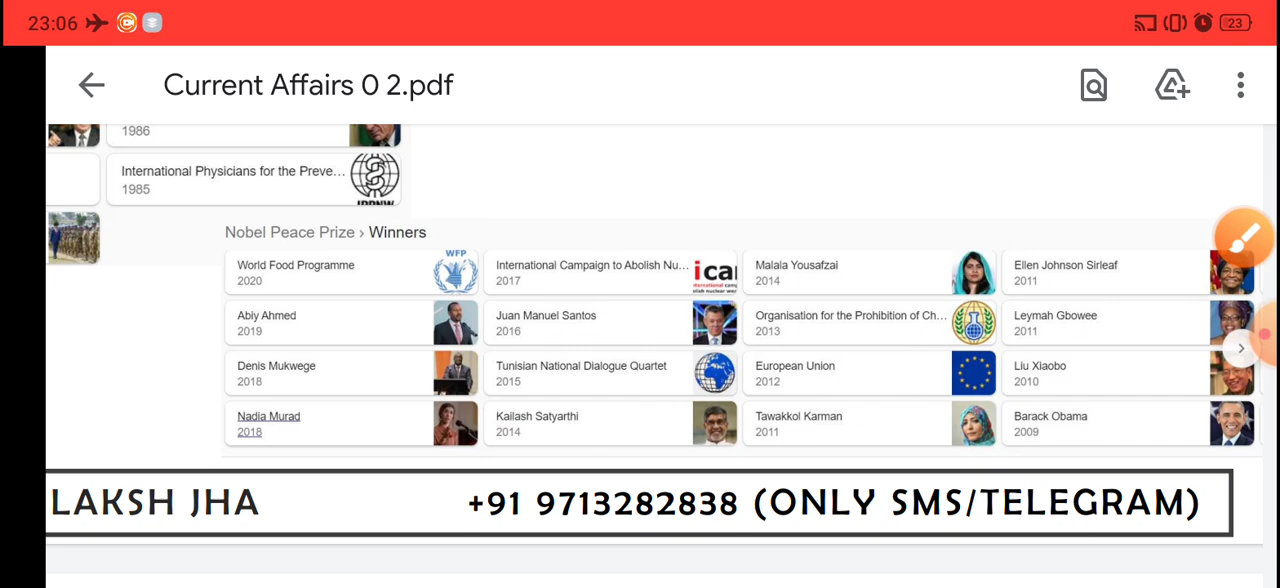 23:06
23
Current Affairs 0 2.pdf
1986
International Physicians for the Preve...
1985
IPPNW
Nobel Peace Prize › Winners
World Food Programme
2020
WFP
International Campaign to Abolish Nu...
2017
ican
Malala Yousafzai
2014
Ellen Johnson Sirleaf
2011
Abiy Ahmed
2019
Juan Manuel Santos
2016
Organisation for the Prohibition of Ch...
2013
Leymah Gbowee
2011
Denis Mukwege
2018
Tunisian National Dialogue Quartet
2015
European Union
2012
Liu Xiaobo
2010
Nadia Murad
2018
Kailash Satyarthi
2014
Tawakkol Karman
2011
Barack Obama
2009
LAKSH JHA +91 9713282838 (ONLY SMS/TELEGRAM)